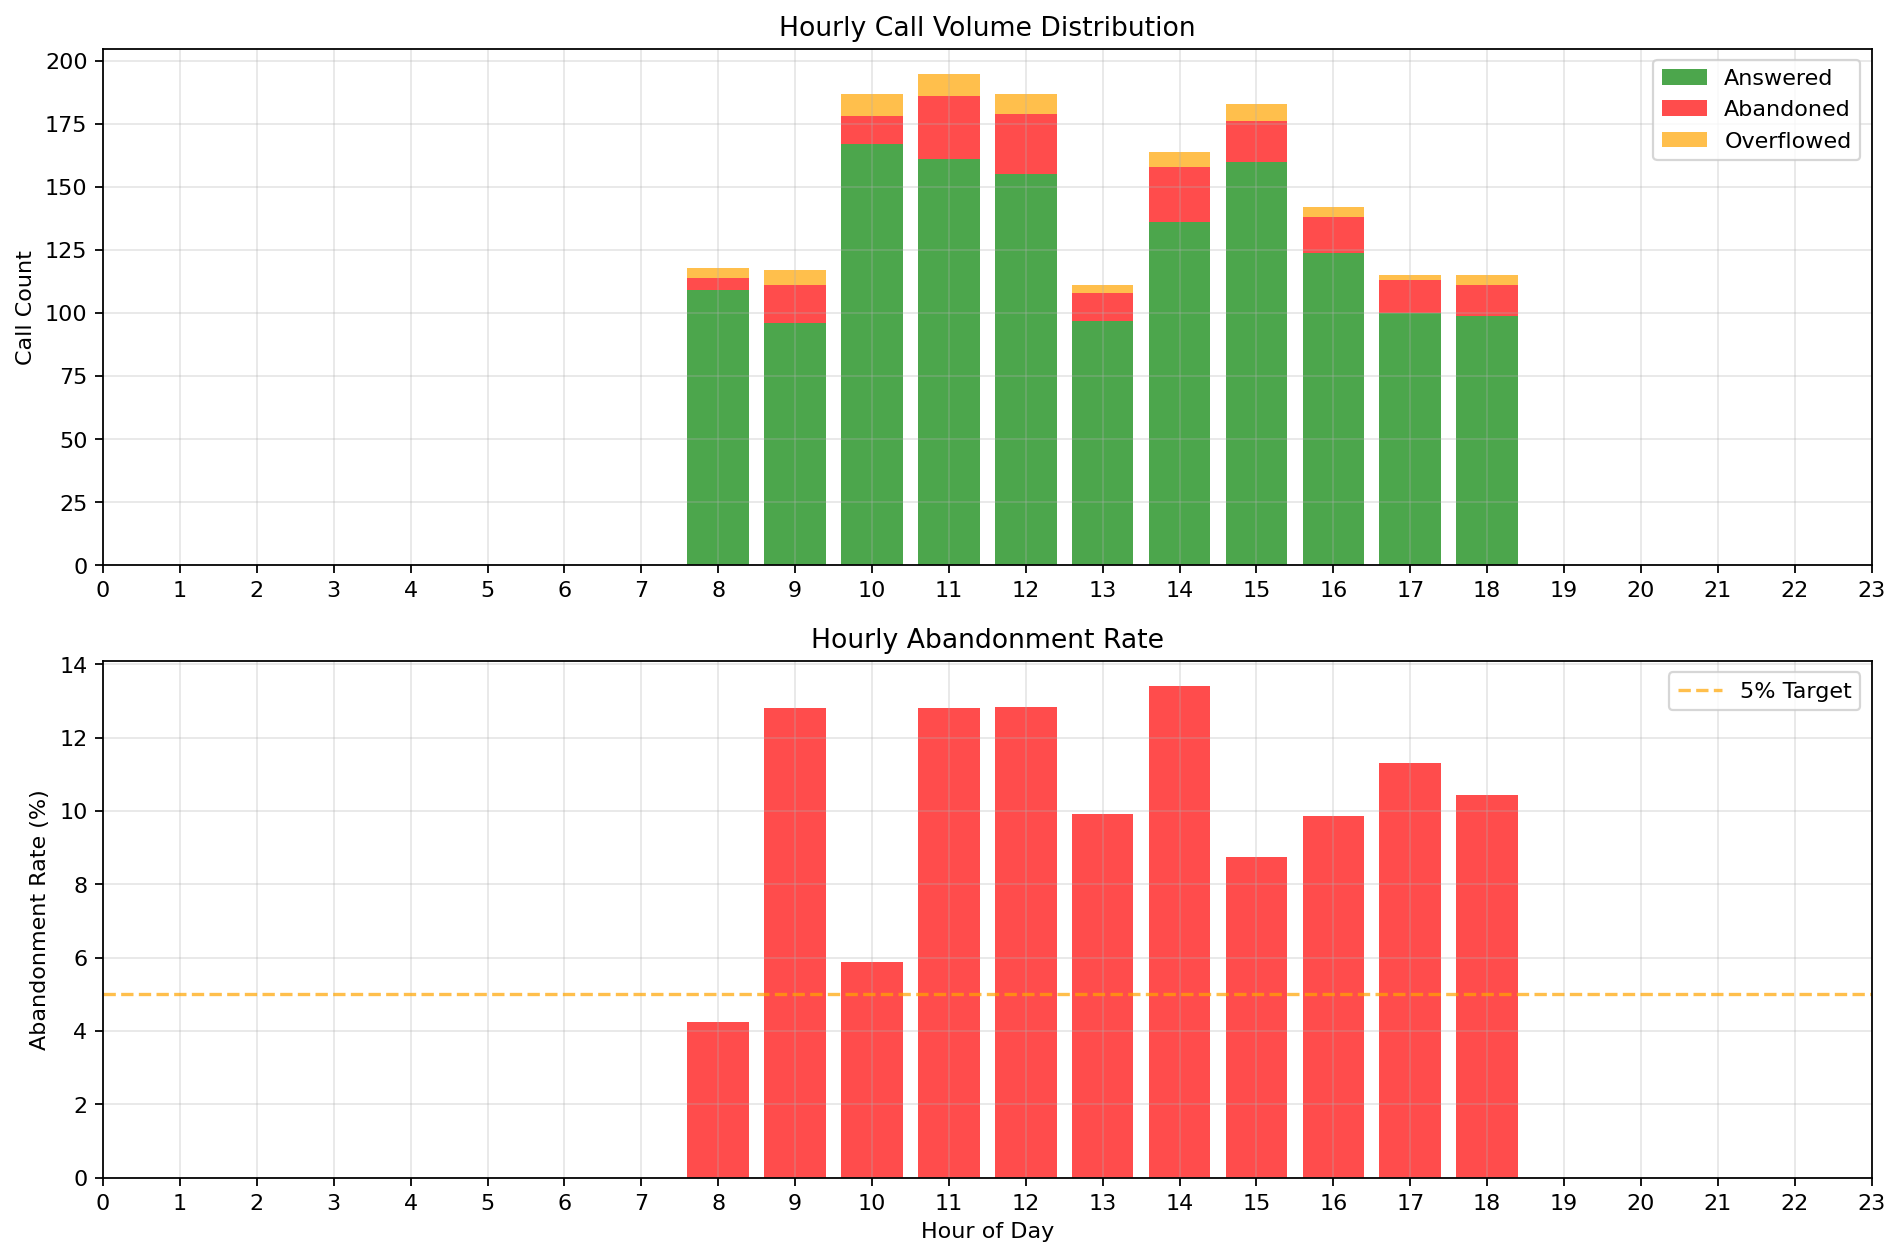 Hourly Call Volume Distribution
200
175
150
125
100
75
50
25
0
Call Count
Answered
Abandoned
Overflowed
0 1 2 3 4 5 6 7 8 9 10 11 12 13 14 15 16 17 18 19 20 21 22 23
Hourly Abandonment Rate
14
12
10
8
6
4
2
0
Abandonment Rate (%)
5% Target
0 1 2 3 4 5 6 7 8 9 10 11 12 13 14 15 16 17 18 19 20 21 22 23
Hour of Day